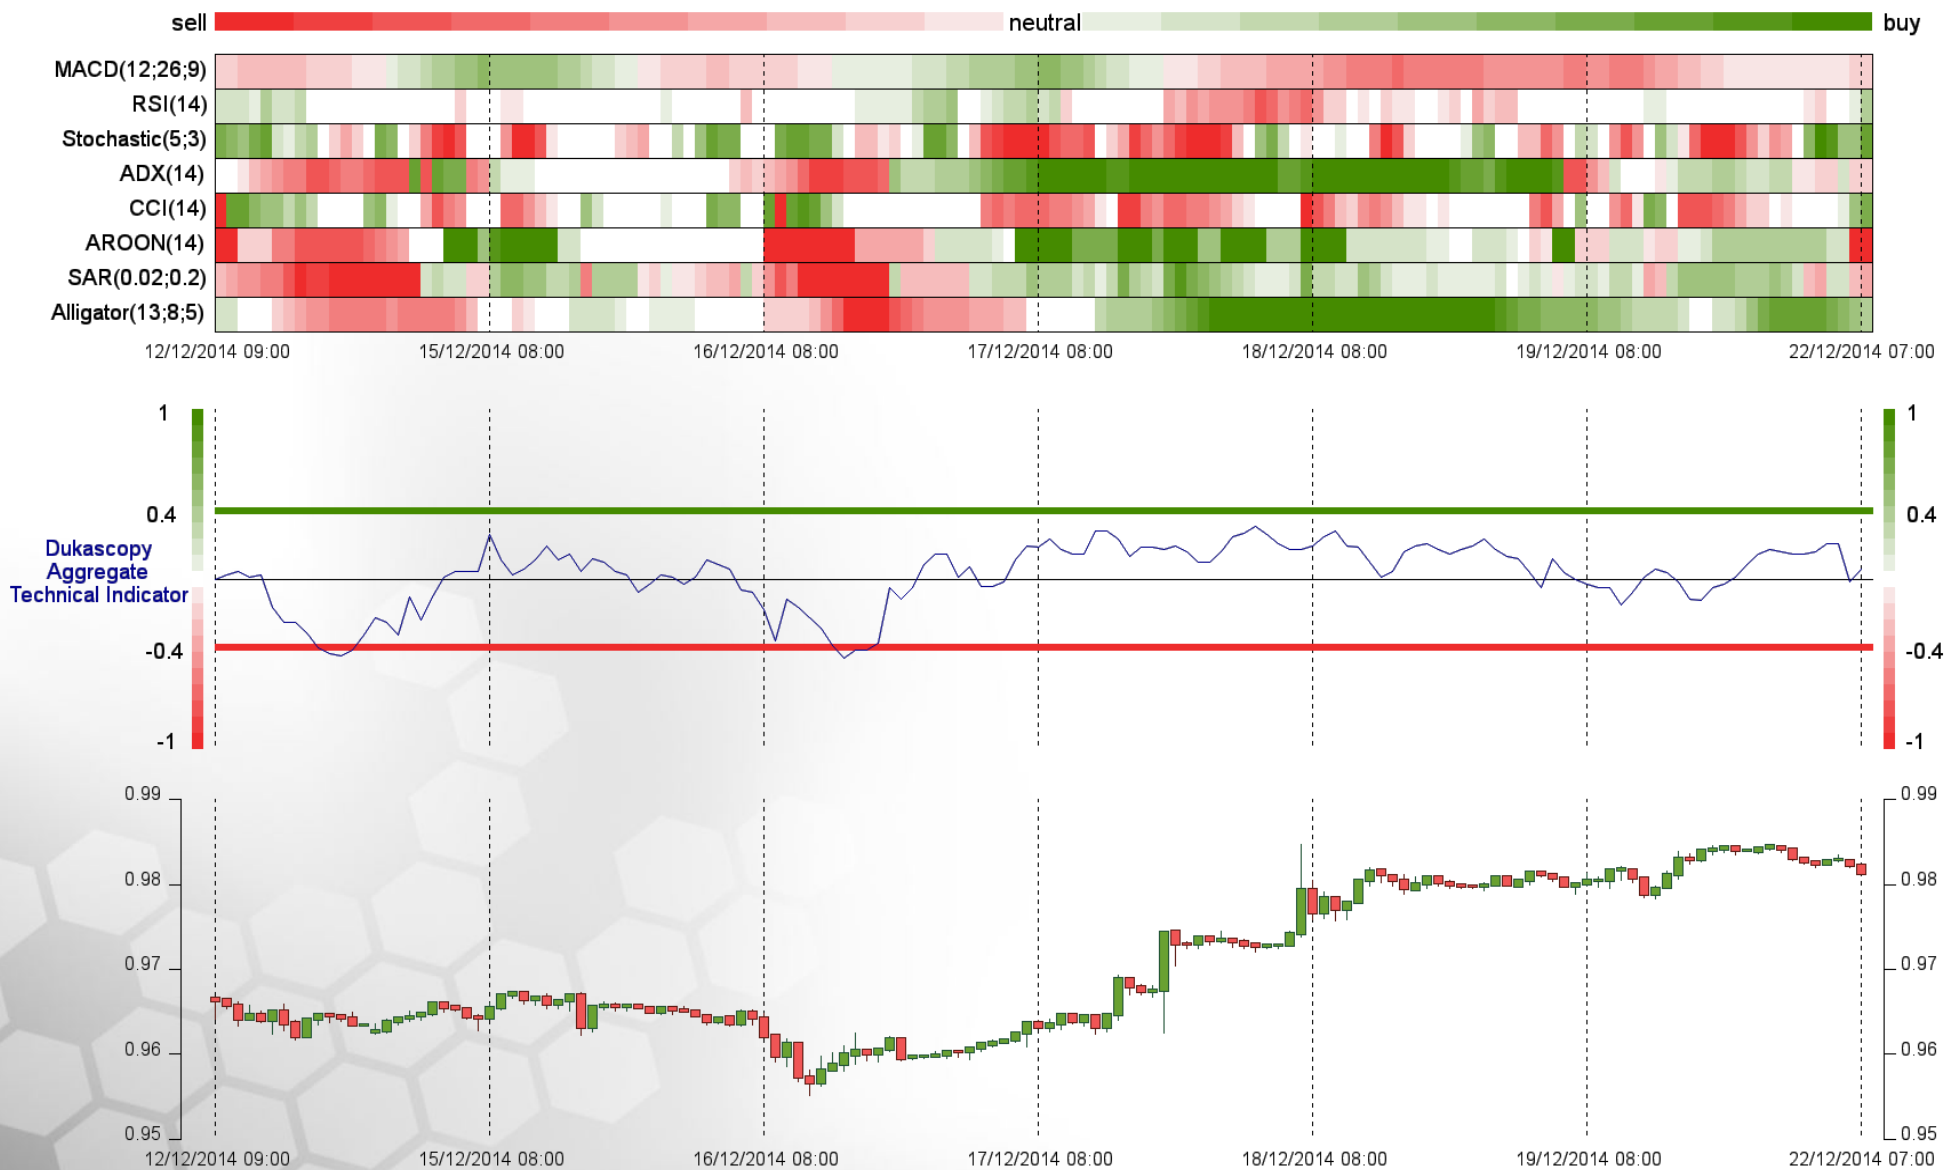 sell neutral buy
MACD(12;26;9)
RSI(14)
Stochastic(5;3)
ADX(14)
CCI(14)
AROON(14)
SAR(0.02;0.2)
Alligator(13;8;5)
12/12/2014 09:00 15/12/2014 08:00 16/12/2014 08:00 17/12/2014 08:00 18/12/2014 08:00 19/12/2014 08:00 22/12/2014 07:00
1 1
0.4 0.4
Dukascopy
Aggregate
Technical Indicator
-0.4 -0.4
-1 -1
0.99 0.99
0.98 0.98
0.97 0.97
0.96 0.96
0.95 0.95
12/12/2014 09:00 15/12/2014 08:00 16/12/2014 08:00 17/12/2014 08:00 18/12/2014 08:00 19/12/2014 08:00 22/12/2014 07:00